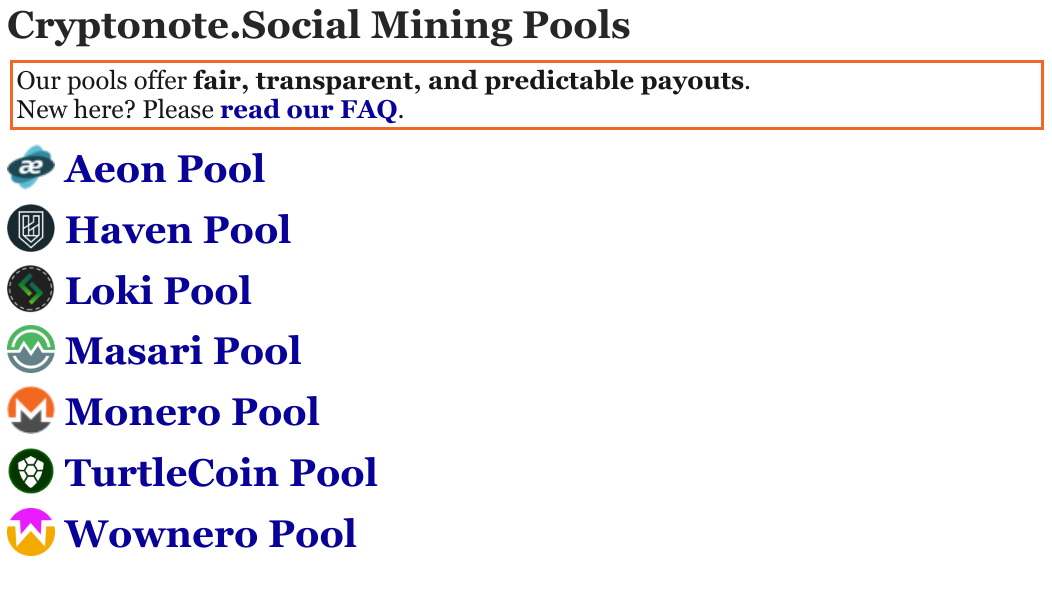 Cryptonote.Social Mining Pools
Our pools offer fair, transparent, and predictable payouts.
New here? Please read our FAQ.
æ Aeon Pool
Haven Pool
Loki Pool
Masari Pool
Monero Pool
TurtleCoin Pool
Wownero Pool